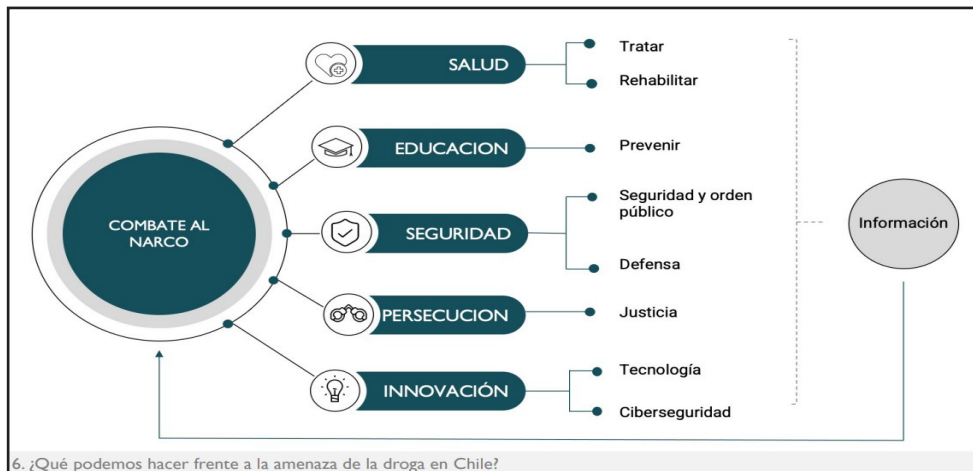 COMBATE AL
NARCO
SALUD
Tratar
Rehabilitar
EDUCACION
Prevenir
SEGURIDAD
Seguridad y orden
público
Defensa
PERSECUCION
Justicia
INNOVACIÓN
Tecnología
Ciberseguridad
Información
6. ¿Qué podemos hacer frente a la amenaza de la droga en Chile?